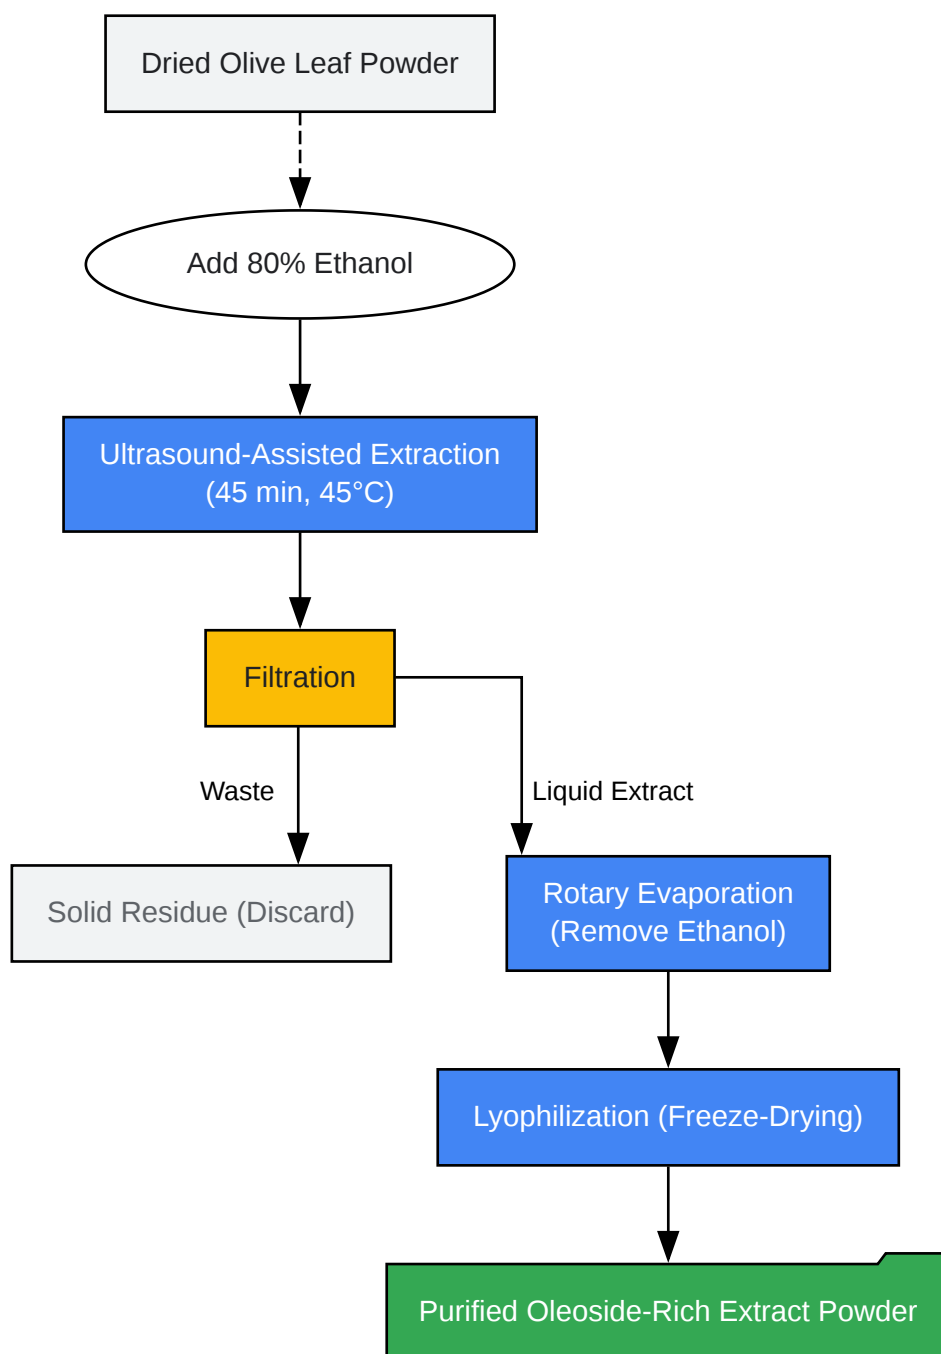 Dried Olive Leaf Powder
Add 80% Ethanol
Ultrasound-Assisted Extraction
(45 min, 45°C)
Filtration
Waste
Liquid Extract
Solid Residue (Discard)
Rotary Evaporation
(Remove Ethanol)
Lyophilization (Freeze-Drying)
Purified Oleoside-Rich Extract Powder